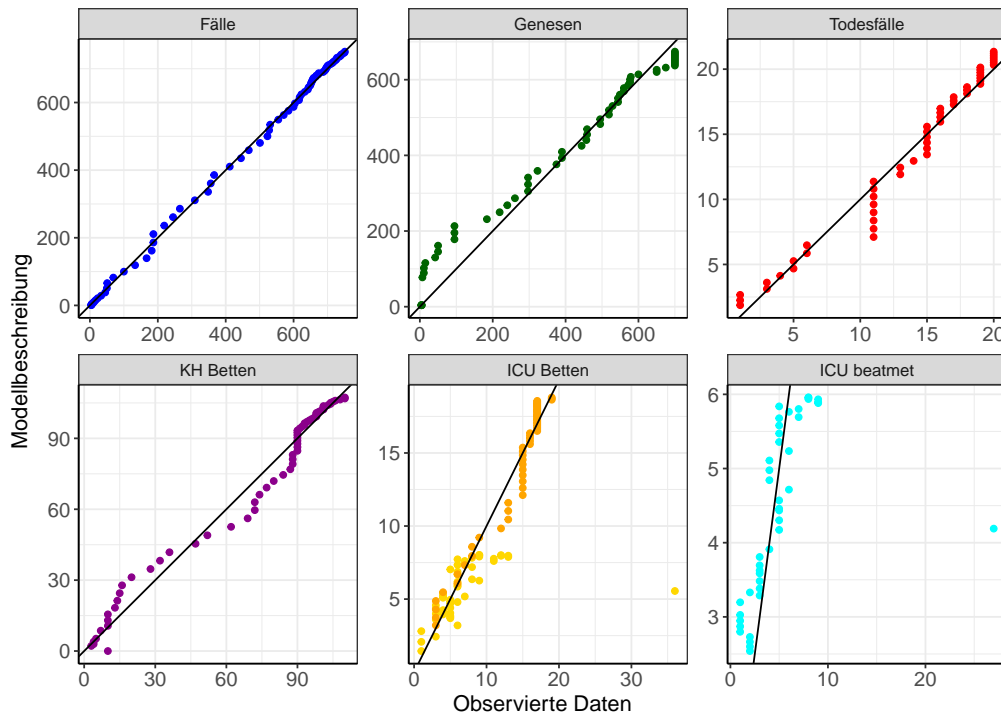 Fälle
Genesen
Todesfälle
600
400
200
0
600
400
200
0
20
15
10
5
0 200 400 600
0 200 400 600
5 10 15 20
Modellbeschreibung
KH Betten
ICU Betten
ICU beatmet
90
60
30
0
15
10
5
6
5
4
3
30 60 90
0 10 20 30
0 10 20
Observierte Daten